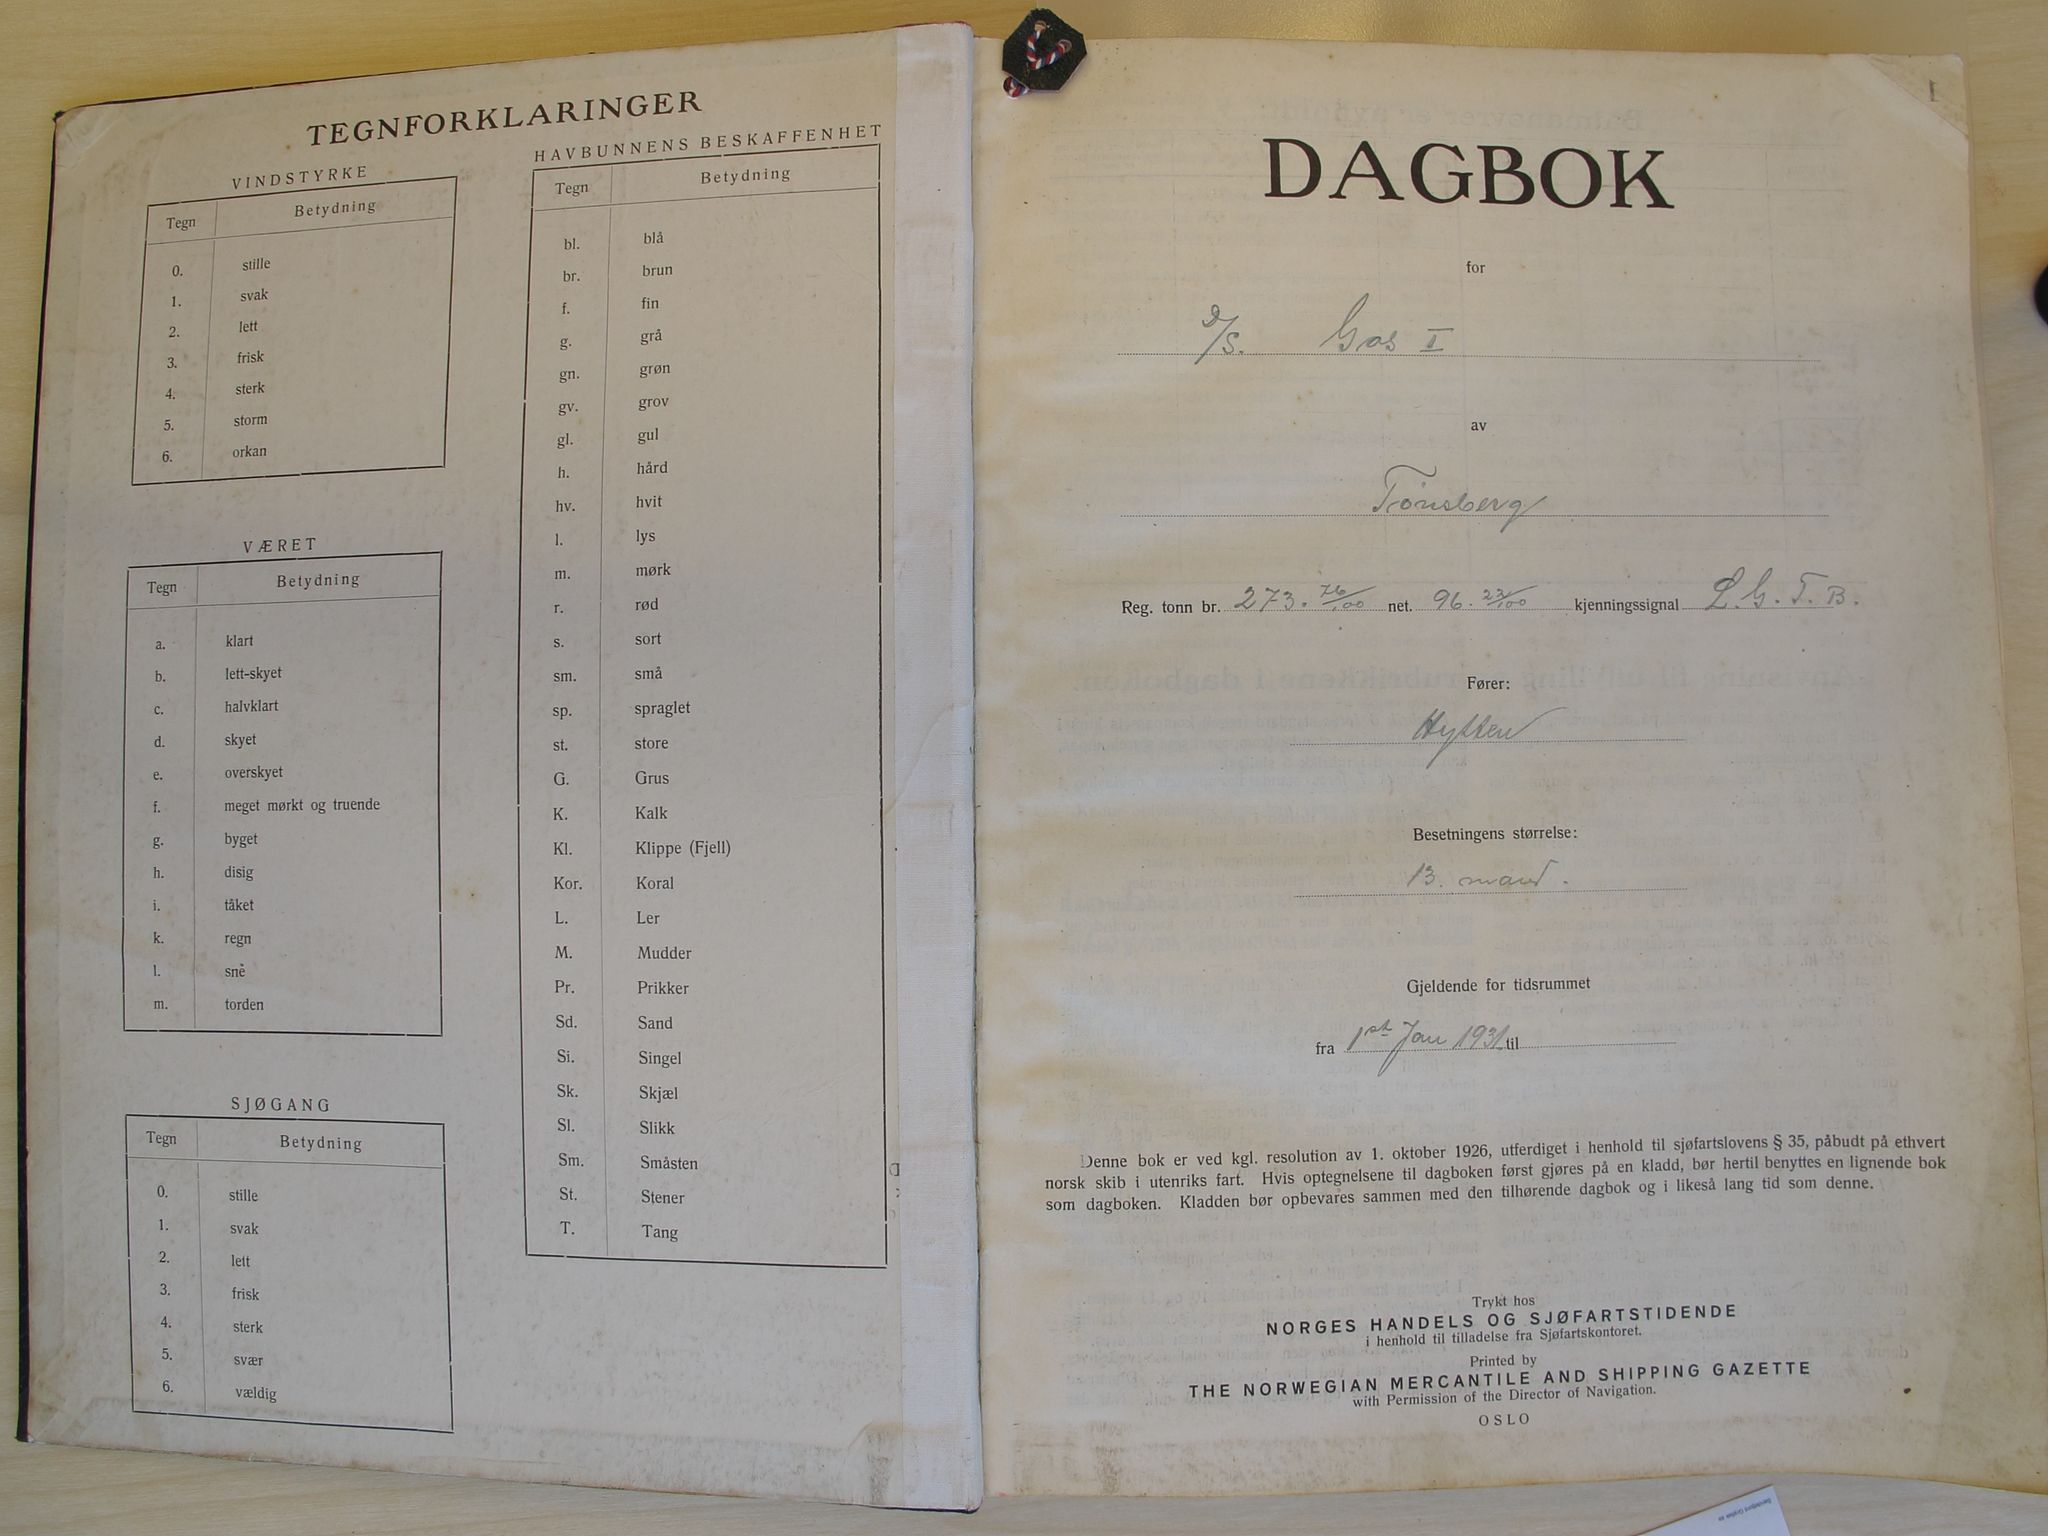 TEGNFORKLARINGER
VINDSTYRKE
Tegn Betydning
0. stille
1. svak
2. lett
3. frisk
4. sterk
5. storm
6. orkan
VÆRET
Tegn Betydning
a. klart
b. lett-skyet
c. halvklart
d. skyet
e. overskyet
f. meget mørkt og truende
g. byget
h. disig
i. tåket
k. regn
l. snè
m. torden
SJØGANG
Tegn Betydning
0. stille
1. svak
2. lett
3. frisk
4. sterk
5. svær
6. vældig
HAVBUNNENS BESKAFFENHET
Tegn Betydning
bl. blå
br. brun
f. fin
g. grå
gn. grøn
gv. grov
gl. gul
h. hård
hv. hvit
l. lys
m. mørk
r. rød
s. sort
sm. små
sp. spraglet
st. store
G. Grus
K. Kalk
Kl. Klippe (Fjell)
Kor. Koral
L. Ler
M. Mudder
Pr. Prikker
Sd. Sand
Si. Singel
Sk. Skjæl
Sl. Slikk
Sm. Småsten
St. Stener
T. Tang
DAGBOK
for
D/S. Gos I
av
Tønsberg
Reg. tonn br. 273. 76/100 net. 96. 23/100 kjenningssignal L. G. T. B.
Fører:
Hytten
Besetningens størrelse:
13. mand.
Gjeldende for tidsrummet
fra 1st Jan 1931 til
Denne bok er ved kgl. resolution av 1. oktober 1926, utferdiget i henhold til sjøfartslovens § 35, påbudt på ethvert
norsk skib i utenriks fart. Hvis optegnelsene til dagboken først gjøres på en kladd, bør hertil benyttes en lignende bok
som dagboken. Kladden bør opbevares sammen med den tilhørende dagbok og i likeså lang tid som denne.
Trykt hos
NORGES HANDELS OG SJØFARTSTIDENDE
i henhold til tilladelse fra Sjøfartskontoret.
Printed by
THE NORWEGIAN MERCANTILE AND SHIPPING GAZETTE
with Permission of the Director of Navigation.
OSLO